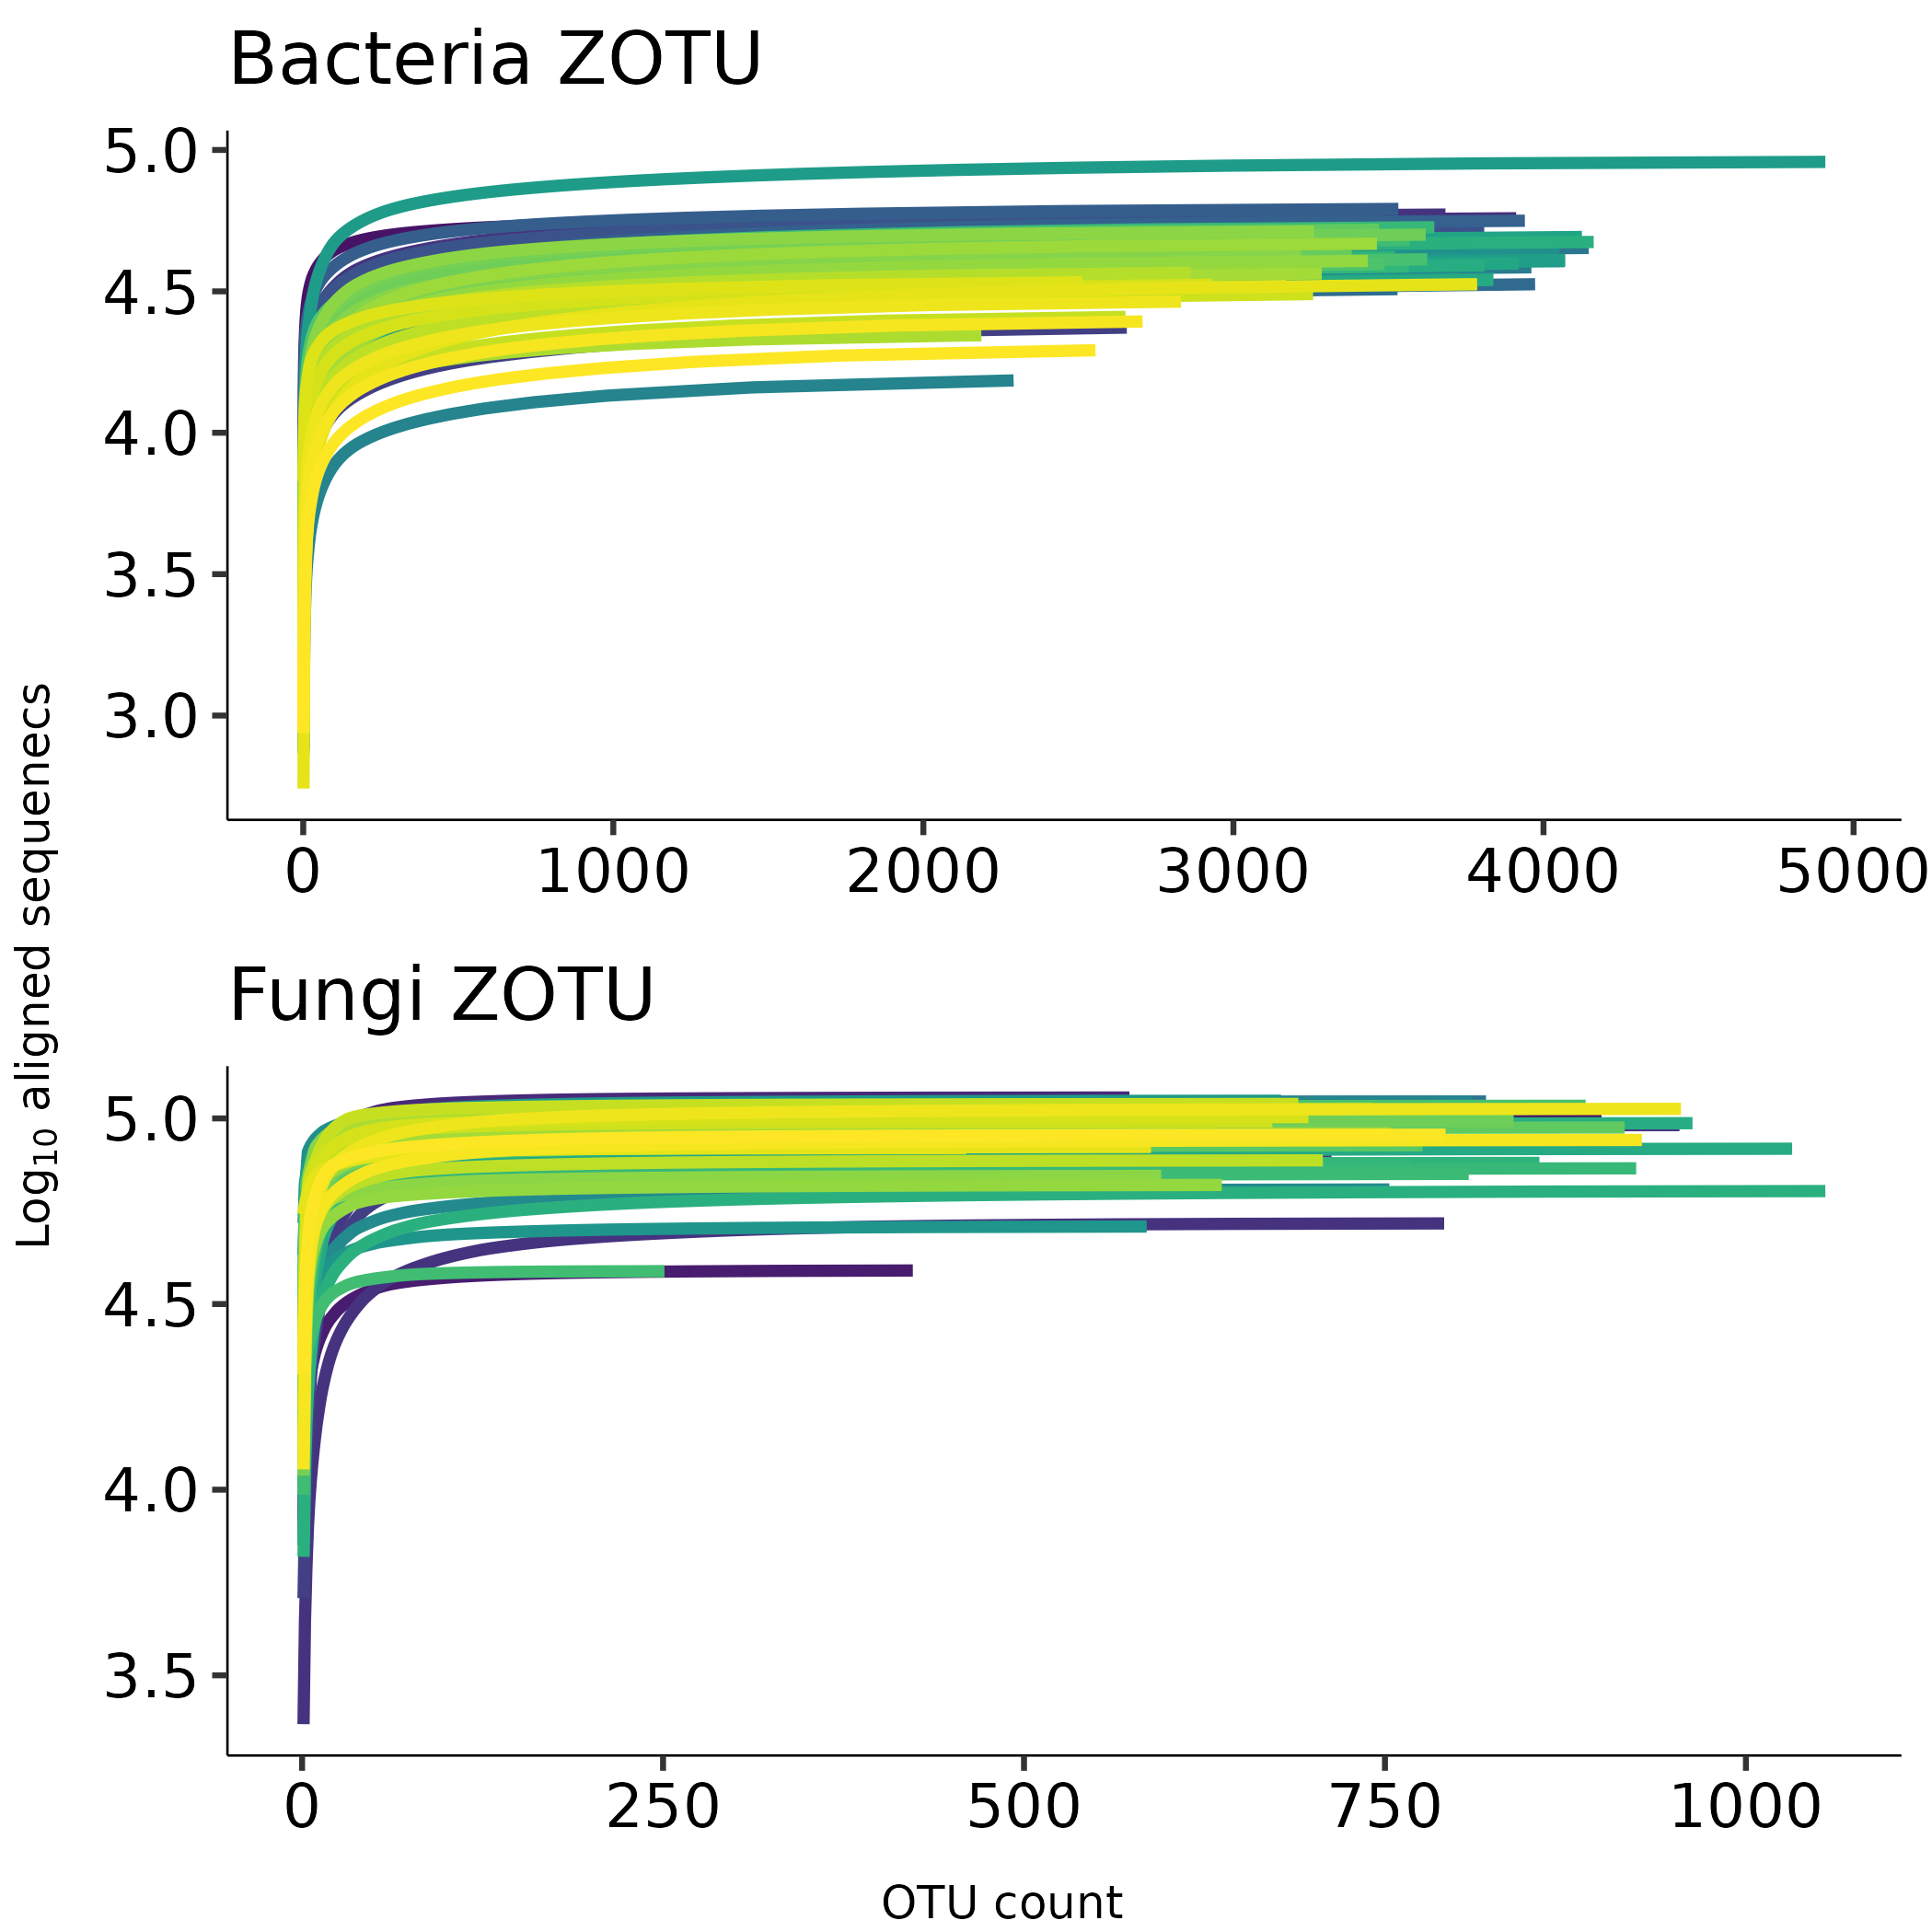 Bacteria ZOTU
5.0
4.5
4.0
3.5
3.0
0 1000 2000 3000 4000 5000
Log₁₀ aligned sequenecs
Fungi ZOTU
5.0
4.5
4.0
3.5
0 250 500 750 1000
OTU count